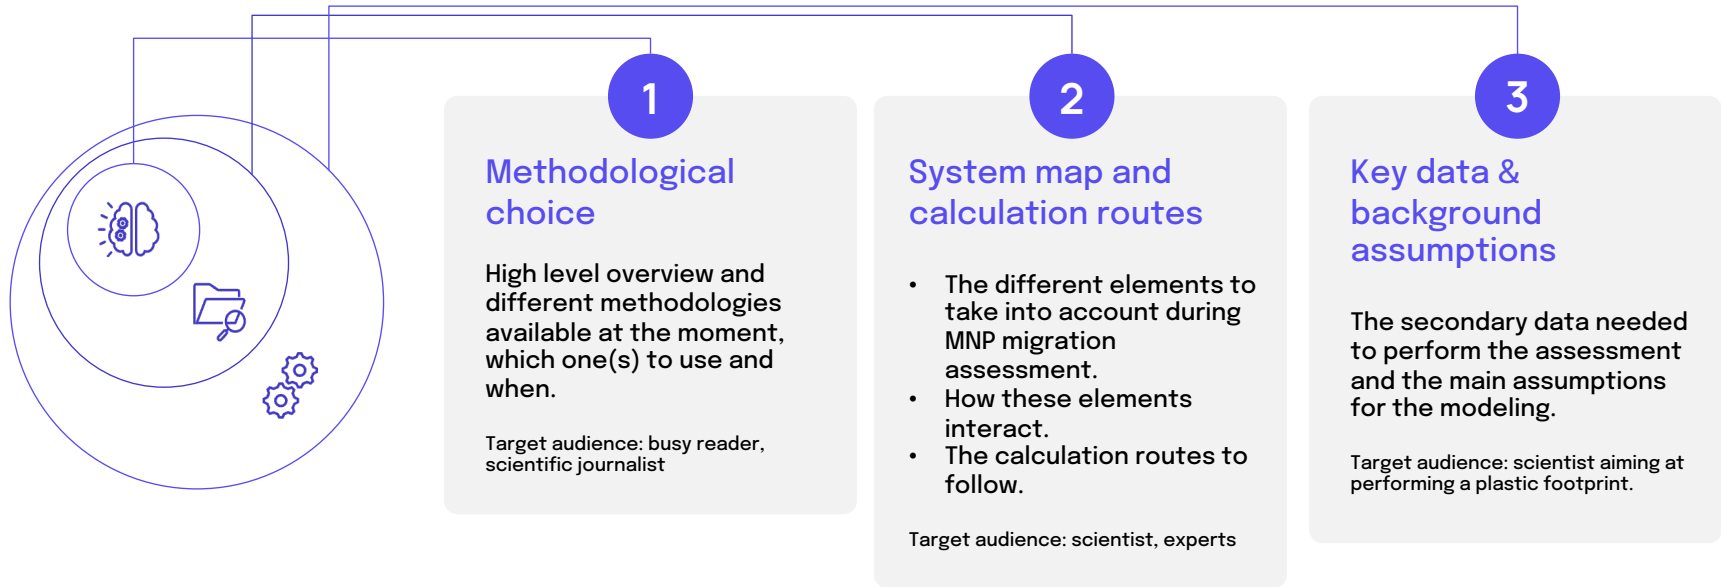 1
Methodological
choice
High level overview and
different methodologies
available at the moment,
which one(s) to use and
when.
Target audience: busy reader,
scientific journalist
2
System map and
calculation routes
• The different elements to
take into account during
MNP migration
assessment.
• How these elements
interact.
• The calculation routes to
follow.
Target audience: scientist, experts
3
Key data &
background
assumptions
The secondary data needed
to perform the assessment
and the main assumptions
for the modeling.
Target audience: scientist aiming at
performing a plastic footprint.